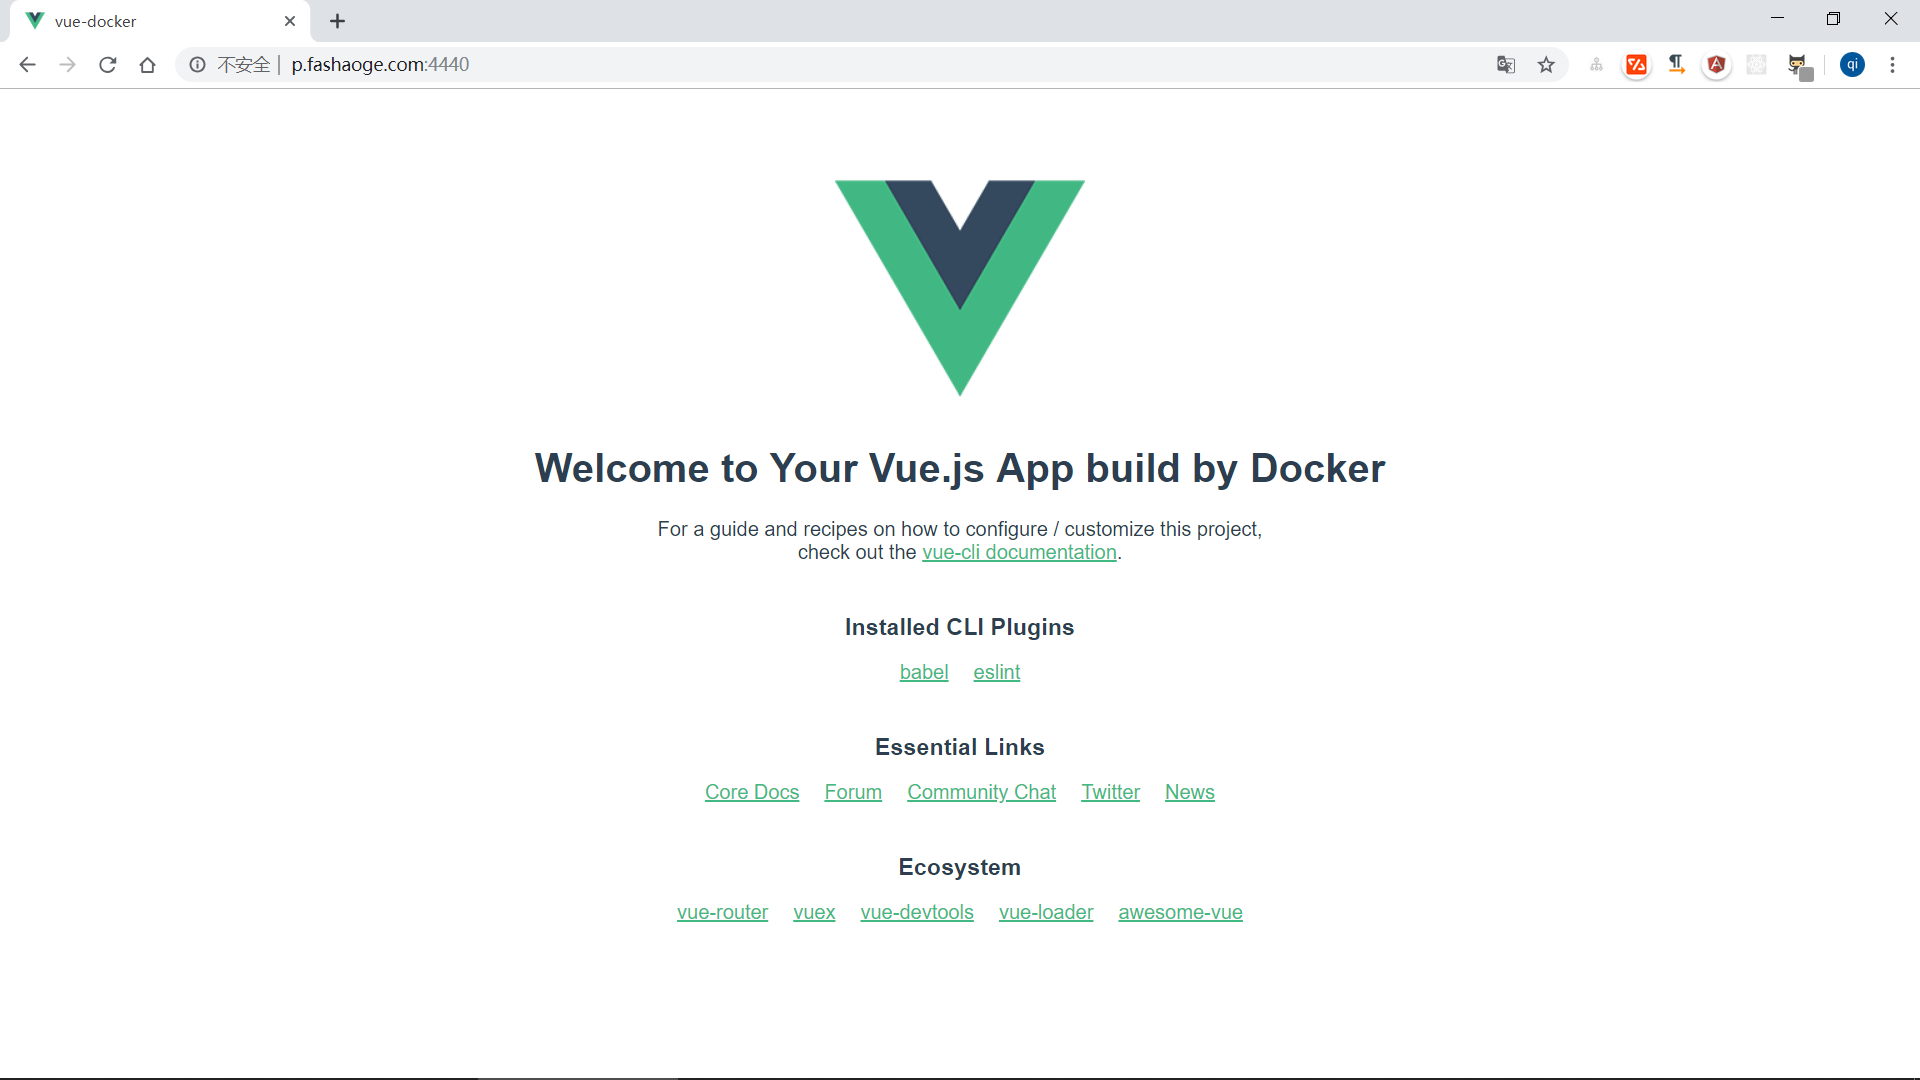 vue-docker
不安全 | p.fashaoge.com:4440
qi
Welcome to Your Vue.js App build by Docker
For a guide and recipes on how to configure / customize this project,
check out the vue-cli documentation.
Installed CLI Plugins
babel eslint
Essential Links
Core Docs Forum Community Chat Twitter News
Ecosystem
vue-router vuex vue-devtools vue-loader awesome-vue